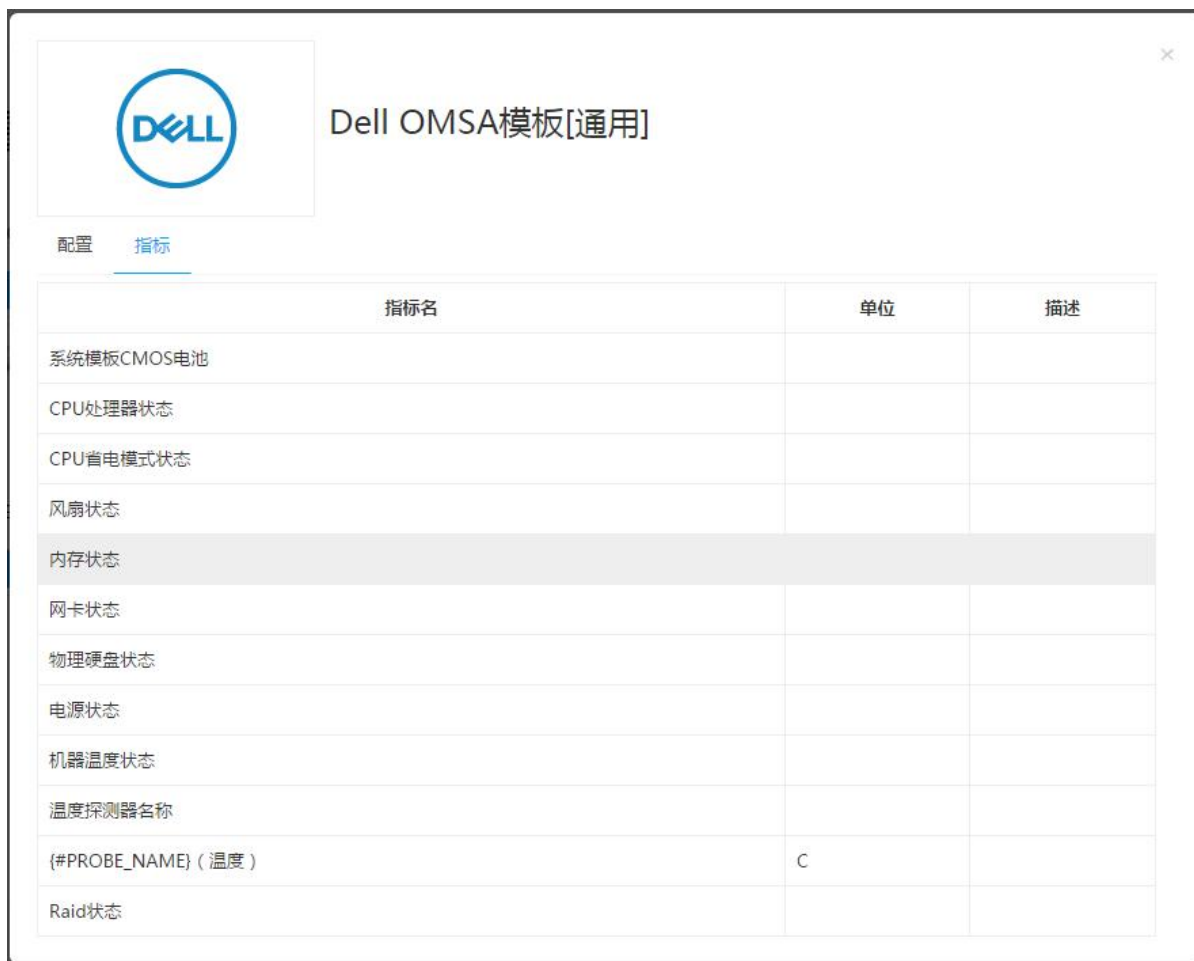 DELL
Dell OMSA模板[通用]
×
配置 指标
指标名 单位 描述
系统模板CMOS电池
CPU处理器状态
CPU省电模式状态
风扇状态
内存状态
网卡状态
物理硬盘状态
电源状态
机器温度状态
温度探测器名称
{#PROBE_NAME} ( 温度 ) C
Raid状态